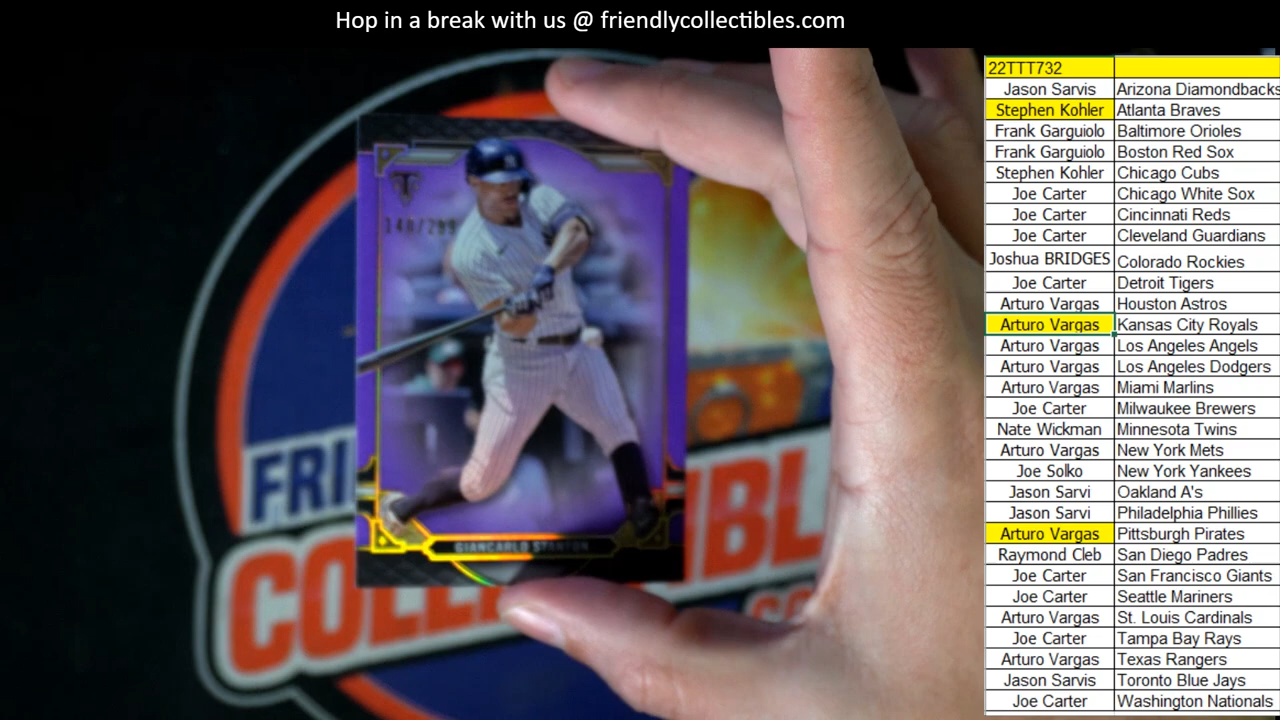 Hop in a break with us @ friendlycollectibles.com
22TTT732
Jason Sarvis Arizona Diamondbacks
Stephen Kohler Atlanta Braves
Frank Garguiolo Baltimore Orioles
Frank Garguiolo Boston Red Sox
Stephen Kohler Chicago Cubs
Joe Carter Chicago White Sox
Joe Carter Cincinnati Reds
Joe Carter Cleveland Guardians
Joshua BRIDGES Colorado Rockies
Joe Carter Detroit Tigers
Arturo Vargas Houston Astros
Arturo Vargas Kansas City Royals
Arturo Vargas Los Angeles Angels
Arturo Vargas Los Angeles Dodgers
Arturo Vargas Miami Marlins
Joe Carter Milwaukee Brewers
Nate Wickman Minnesota Twins
Arturo Vargas New York Mets
Joe Solko New York Yankees
Jason Sarvi Oakland A's
Jason Sarvi Philadelphia Phillies
Arturo Vargas Pittsburgh Pirates
Raymond Cleb San Diego Padres
Joe Carter San Francisco Giants
Joe Carter Seattle Mariners
Arturo Vargas St. Louis Cardinals
Joe Carter Tampa Bay Rays
Arturo Vargas Texas Rangers
Jason Sarvis Toronto Blue Jays
Joe Carter Washington Nationals
GIANCARLO STANTON
FRI
COLLE IBL